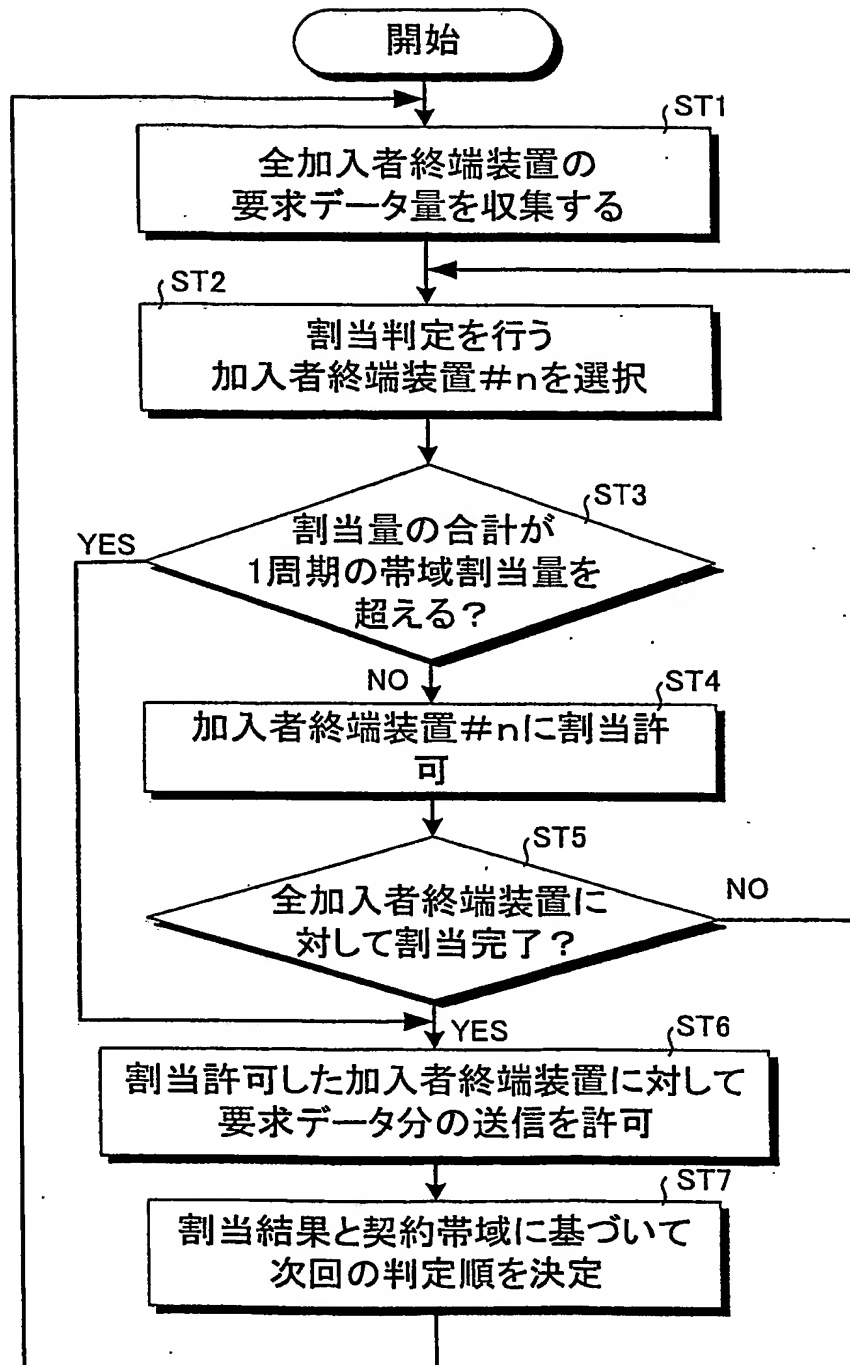 開始
ST1
全加入者終端装置の
要求データ量を収集する
ST2
割当判定を行う
加入者終端装置#nを選択
ST3
割当量の合計が
1周期の帯域割当量を
超える?
YES
NO
ST4
加入者終端装置#nに割当許
可
ST5
全加入者終端装置に
対して割当完了?
NO
YES
ST6
割当許可した加入者終端装置に対して
要求データ分の送信を許可
ST7
割当結果と契約帯域に基づいて
次回の判定順を決定